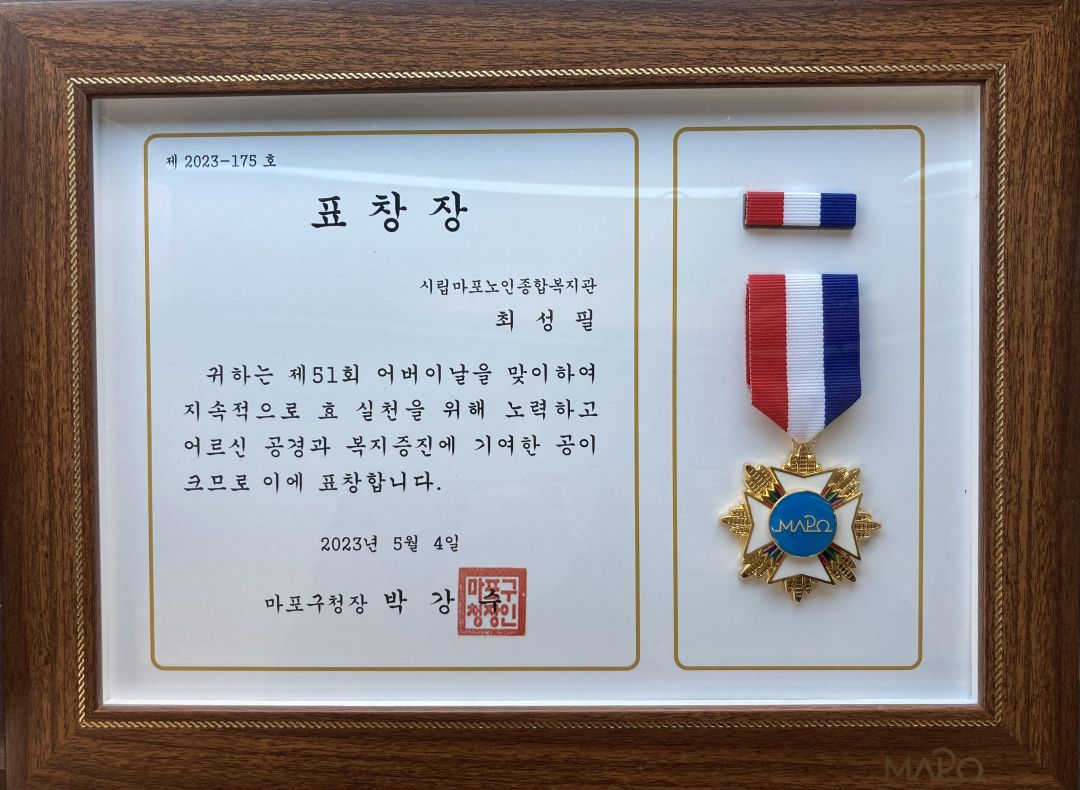 제 2023-175 호
표 창 장
시립마포노인종합복지관
최 성 필
귀하는 제51회 어버이날을 맞이하여
지속적으로 효 실천을 위해 노력하고
어르신 공경과 복지증진에 기여한 공이
크므로 이에 표창합니다.
2023년 5월 4일
마포구청장 박 강 수
마포구
청장인
MAPO
MAPO